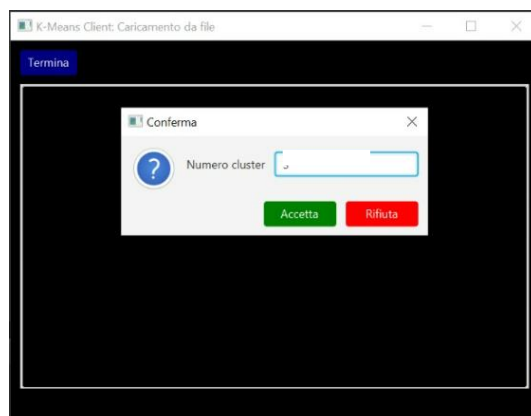 K-Means Client: Caricamento da file
Termina
Conferma
Numero cluster
Accetta
Rifiuta